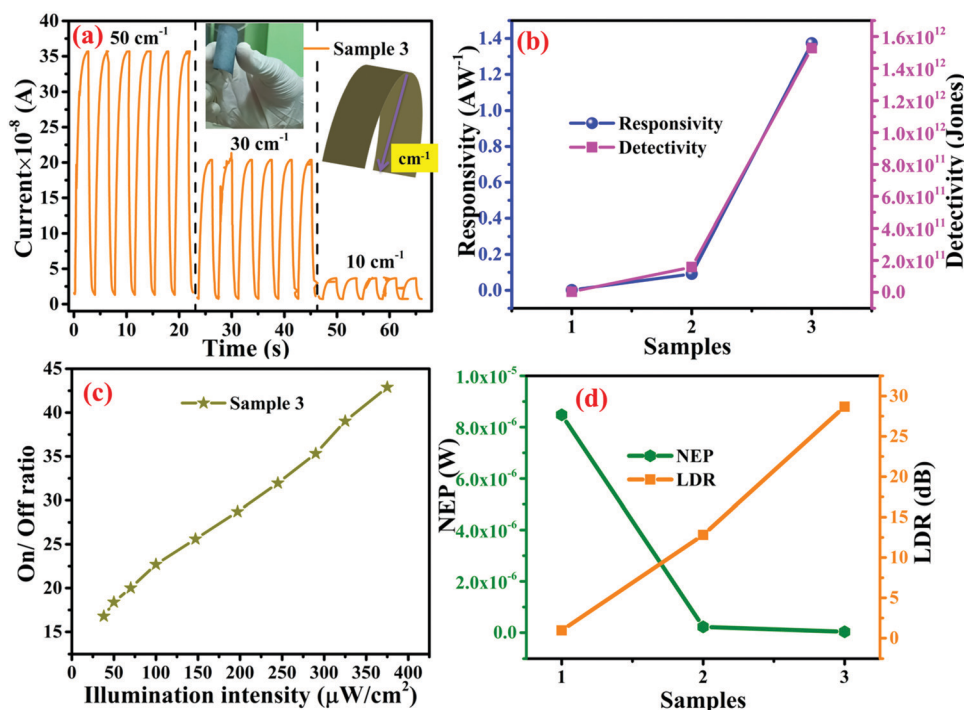 (a)
50 cm⁻¹
Sample 3
30 cm⁻¹
cm⁻¹
10 cm⁻¹
40
35
30
25
20
15
10
5
0
0 10 20 30 40 50 60
Current×10⁻⁸ (A)
Time (s)
(b)
Responsivity
Detectivity
1.4
1.2
1.0
0.8
0.6
0.4
0.2
0.0
Responsivity (AW⁻¹)
1.6x10¹²
1.4x10¹²
1.2x10¹²
1.0x10¹²
8.0x10¹¹
6.0x10¹¹
4.0x10¹¹
2.0x10¹¹
0.0
Detectivity (Jones)
1 2 3
Samples
(c)
Sample 3
45
40
35
30
25
20
15
On/ Off ratio
50 100 150 200 250 300 350 400
Illumination intensity (μW/cm²)
(d)
NEP
LDR
1.0x10⁻⁵
8.0x10⁻⁶
6.0x10⁻⁶
4.0x10⁻⁶
2.0x10⁻⁶
0.0
NEP (W)
30
25
20
15
10
5
0
LDR (dB)
1 2 3
Samples